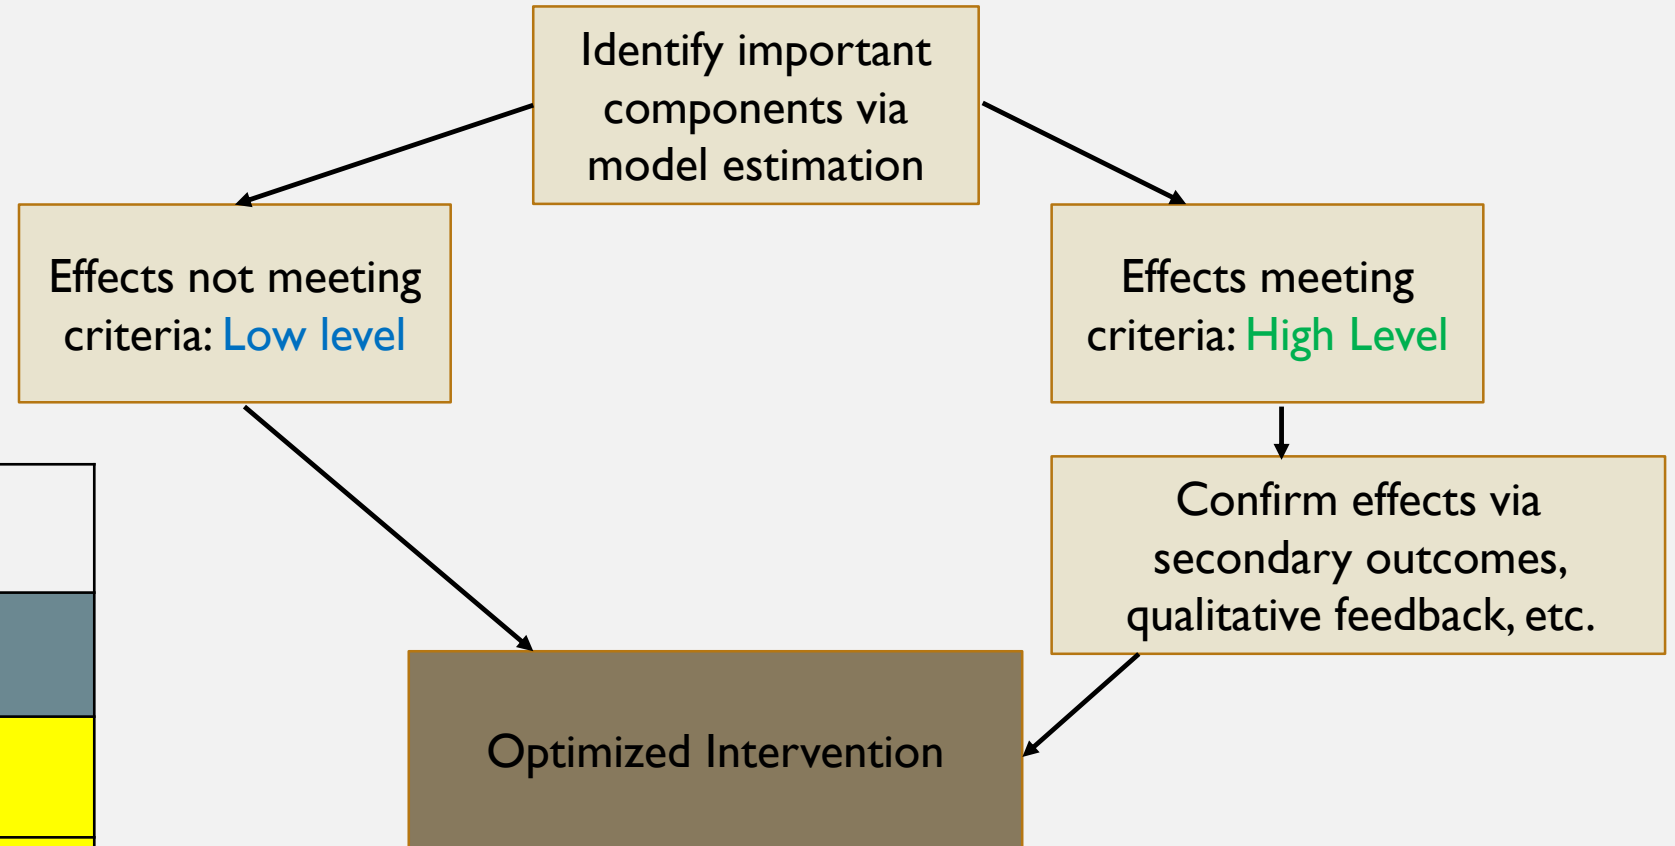 Identify important
components via
model estimation
Effects not meeting
criteria: Low level
Effects meeting
criteria: High Level
Confirm effects via
secondary outcomes,
qualitative feedback, etc.
Optimized Intervention